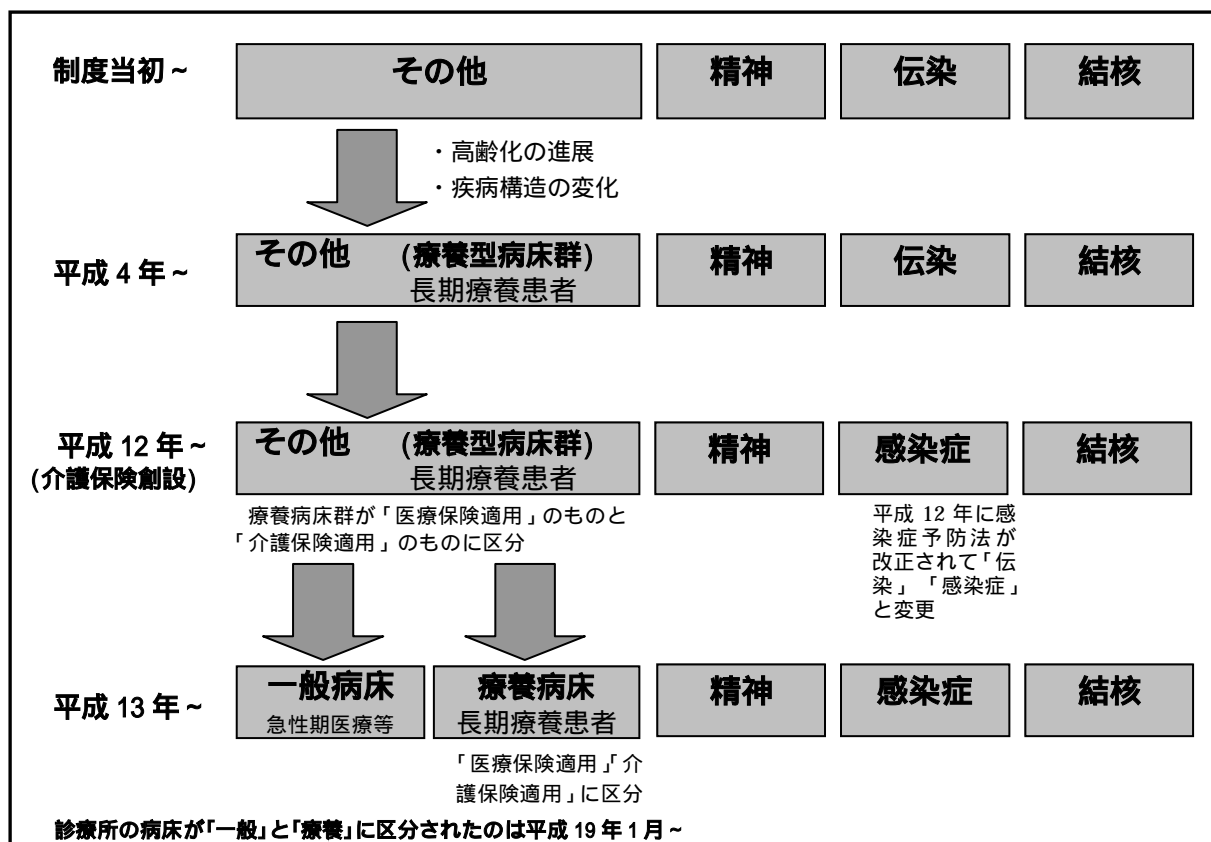 制度当初~ その他 精神 伝染 結核
・高齢化の進展
・疾病構造の変化
平成 4 年~ その他 (療養型病床群) 精神 伝染 結核
長期療養患者
平成 12 年~ その他 (療養型病床群) 精神 感染症 結核
(介護保険創設) 長期療養患者
療養病床群が「医療保険適用」のものと
「介護保険適用」のものに区分
平成 12 年に感
染症予防法が
改正されて「伝
染」「感染症」
と変更
平成 13 年~ 一般病床 療養病床 精神 感染症 結核
急性期医療等 長期療養患者
「医療保険適用」「介
護保険適用」に区分
診療所の病床が「一般」と「療養」に区分されたのは平成 19 年 1 月~